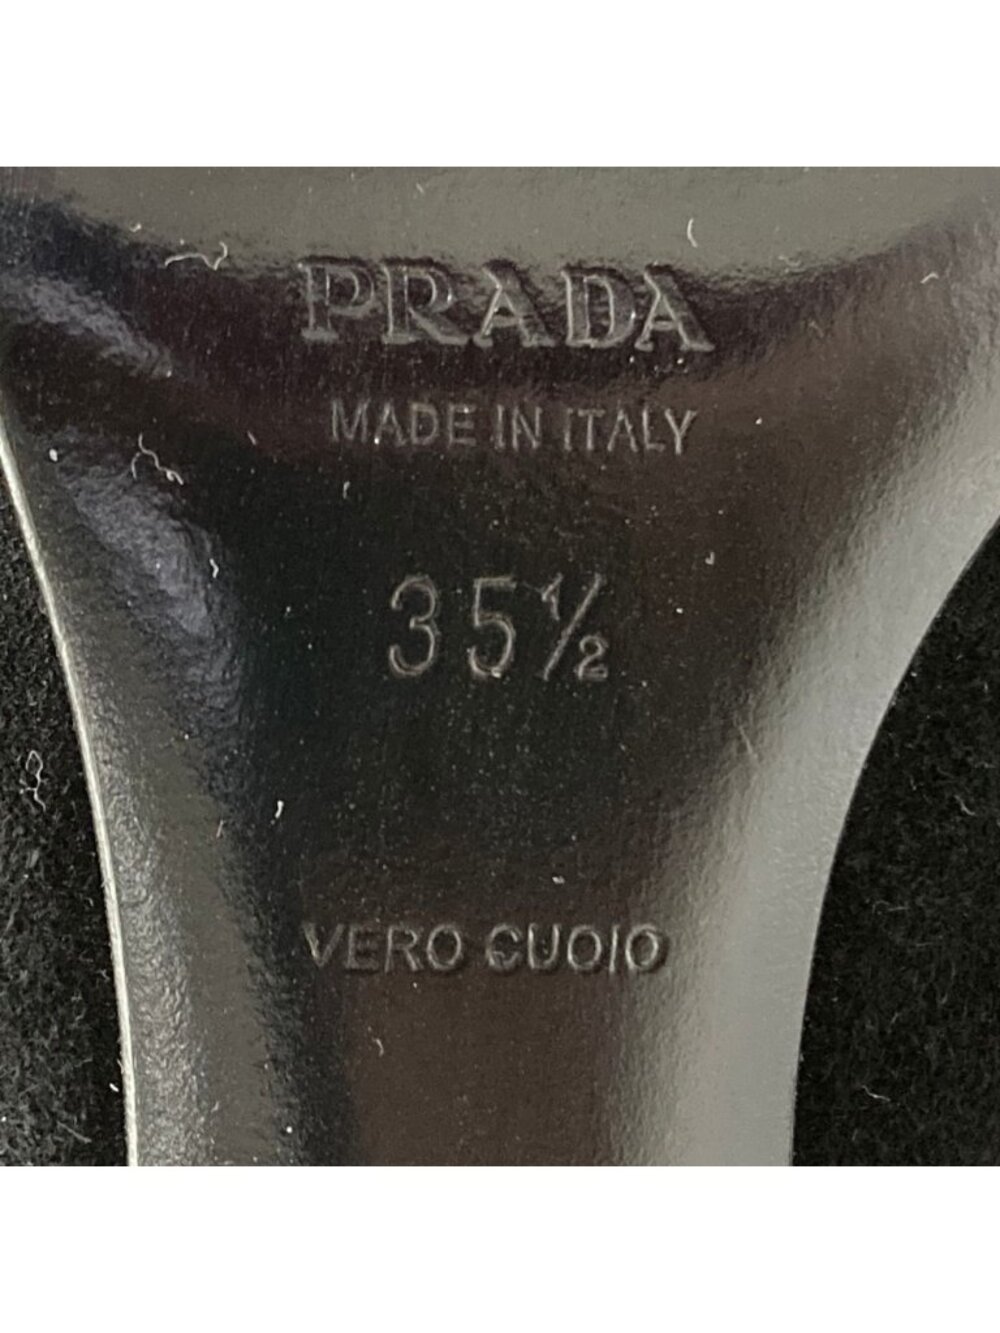 PRADA
MADE IN ITALY
35½
VERO CUOIO